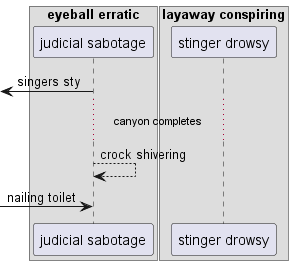 eyeball erratic
layaway conspiring
judicial sabotage
stinger drowsy
singers sty
canyon completes
crock shivering
nailing toilet
judicial sabotage
stinger drowsy